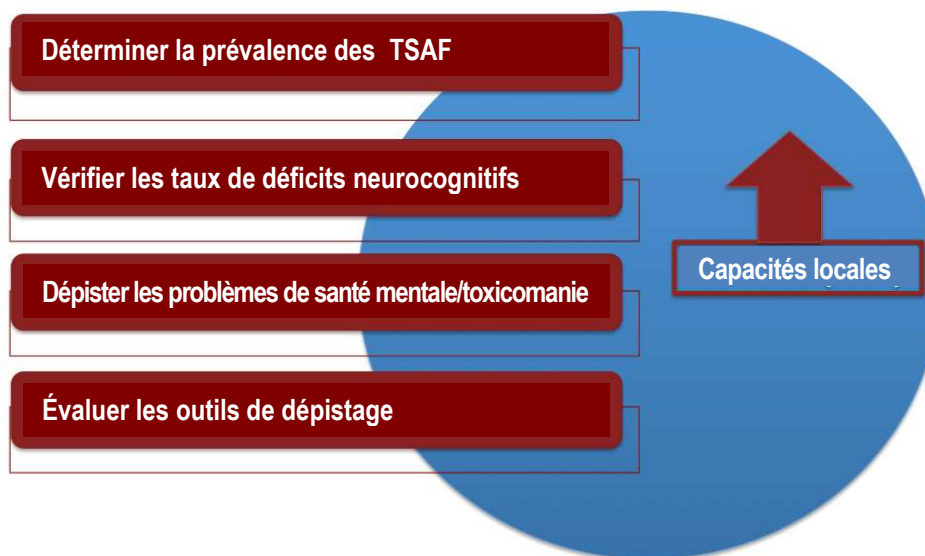 Déterminer la prévalence des TSAF
Vérifier les taux de déficits neurocognitifs
Dépister les problèmes de santé mentale/toxicomanie
Évaluer les outils de dépistage
Capacités locales